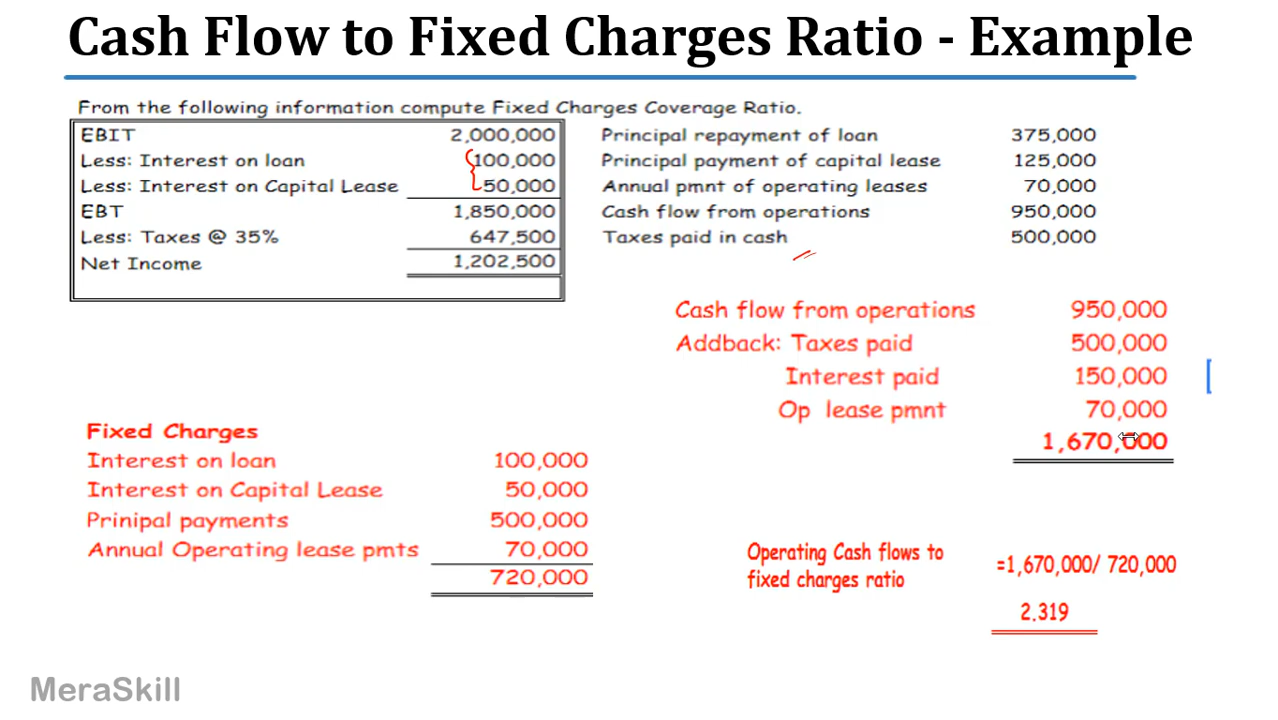 Cash Flow to Fixed Charges Ratio - Example
From the following information compute Fixed Charges Coverage Ratio.
EBIT 2,000,000
Less: Interest on loan 100,000
Less: Interest on Capital Lease 50,000
EBT 1,850,000
Less: Taxes @ 35% 647,500
Net Income 1,202,500
Principal repayment of loan 375,000
Principal payment of capital lease 125,000
Annual pmnt of operating leases 70,000
Cash flow from operations 950,000
Taxes paid in cash 500,000
Cash flow from operations 950,000
Addback: Taxes paid 500,000
Interest paid 150,000
Op lease pmnt 70,000
1,670,000
Fixed Charges
Interest on loan 100,000
Interest on Capital Lease 50,000
Prinipal payments 500,000
Annual Operating lease pmts 70,000
720,000
Operating Cash flows to
fixed charges ratio
=1,670,000/ 720,000
2.319
MeraSkill